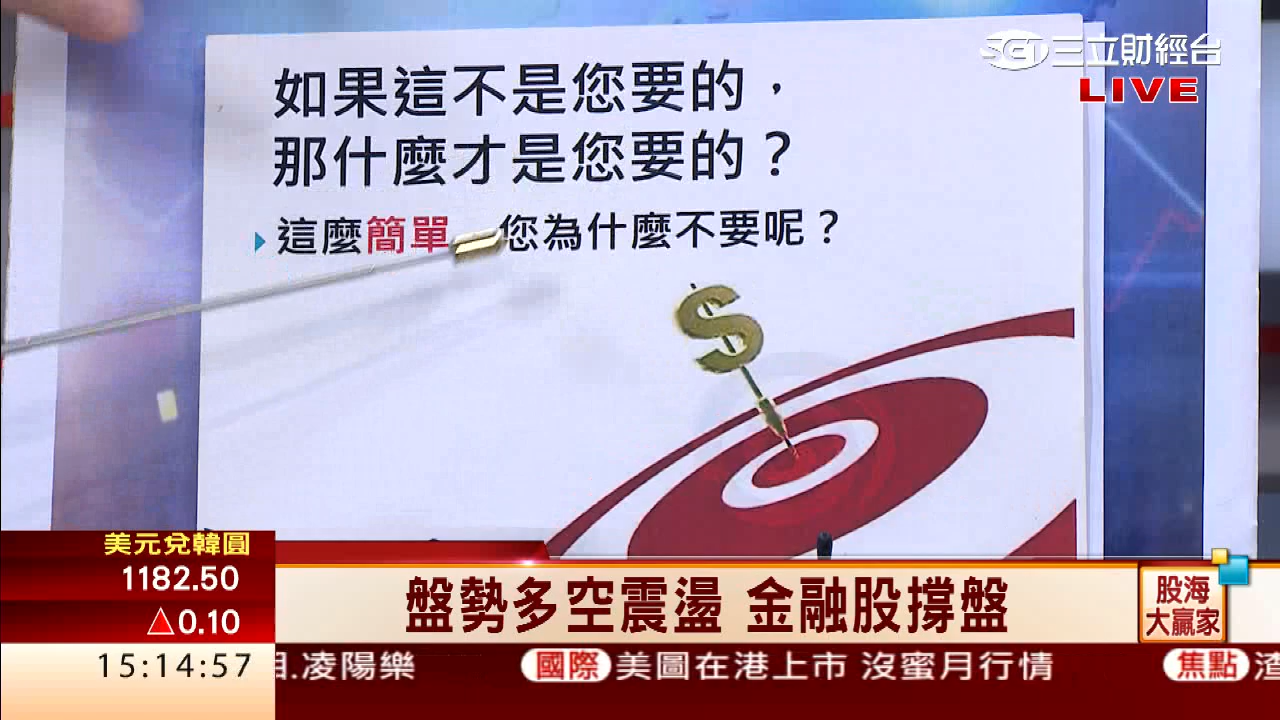 SET三立財經台
LIVE
如果這不是您要的，
那什麼才是您要的？
這麼簡單 您為什麼不要呢？
$
美元兌韓圓
1182.50
△0.10
盤勢多空震盪 金融股撐盤
股海
大贏家
15:14:57
.凌陽樂 國際 美圖在港上市 沒蜜月行情 焦點